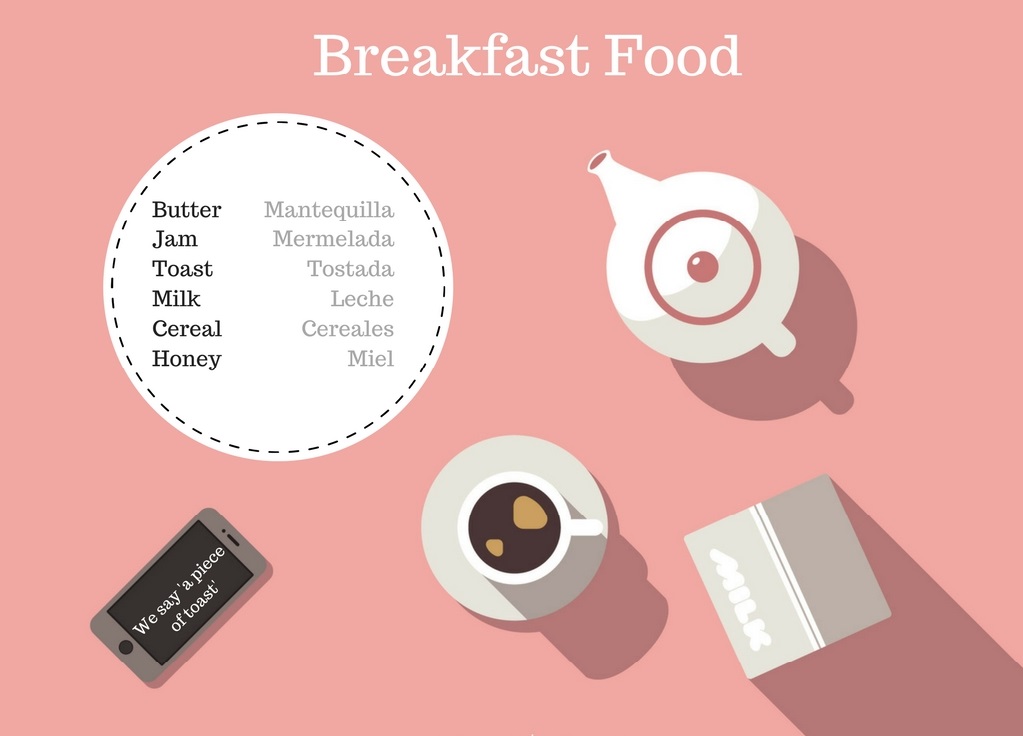 Breakfast Food
Butter Mantequilla
Jam Mermelada
Toast Tostada
Milk Leche
Cereal Cereales
Honey Miel
We say 'a piece
of toast'
MILK